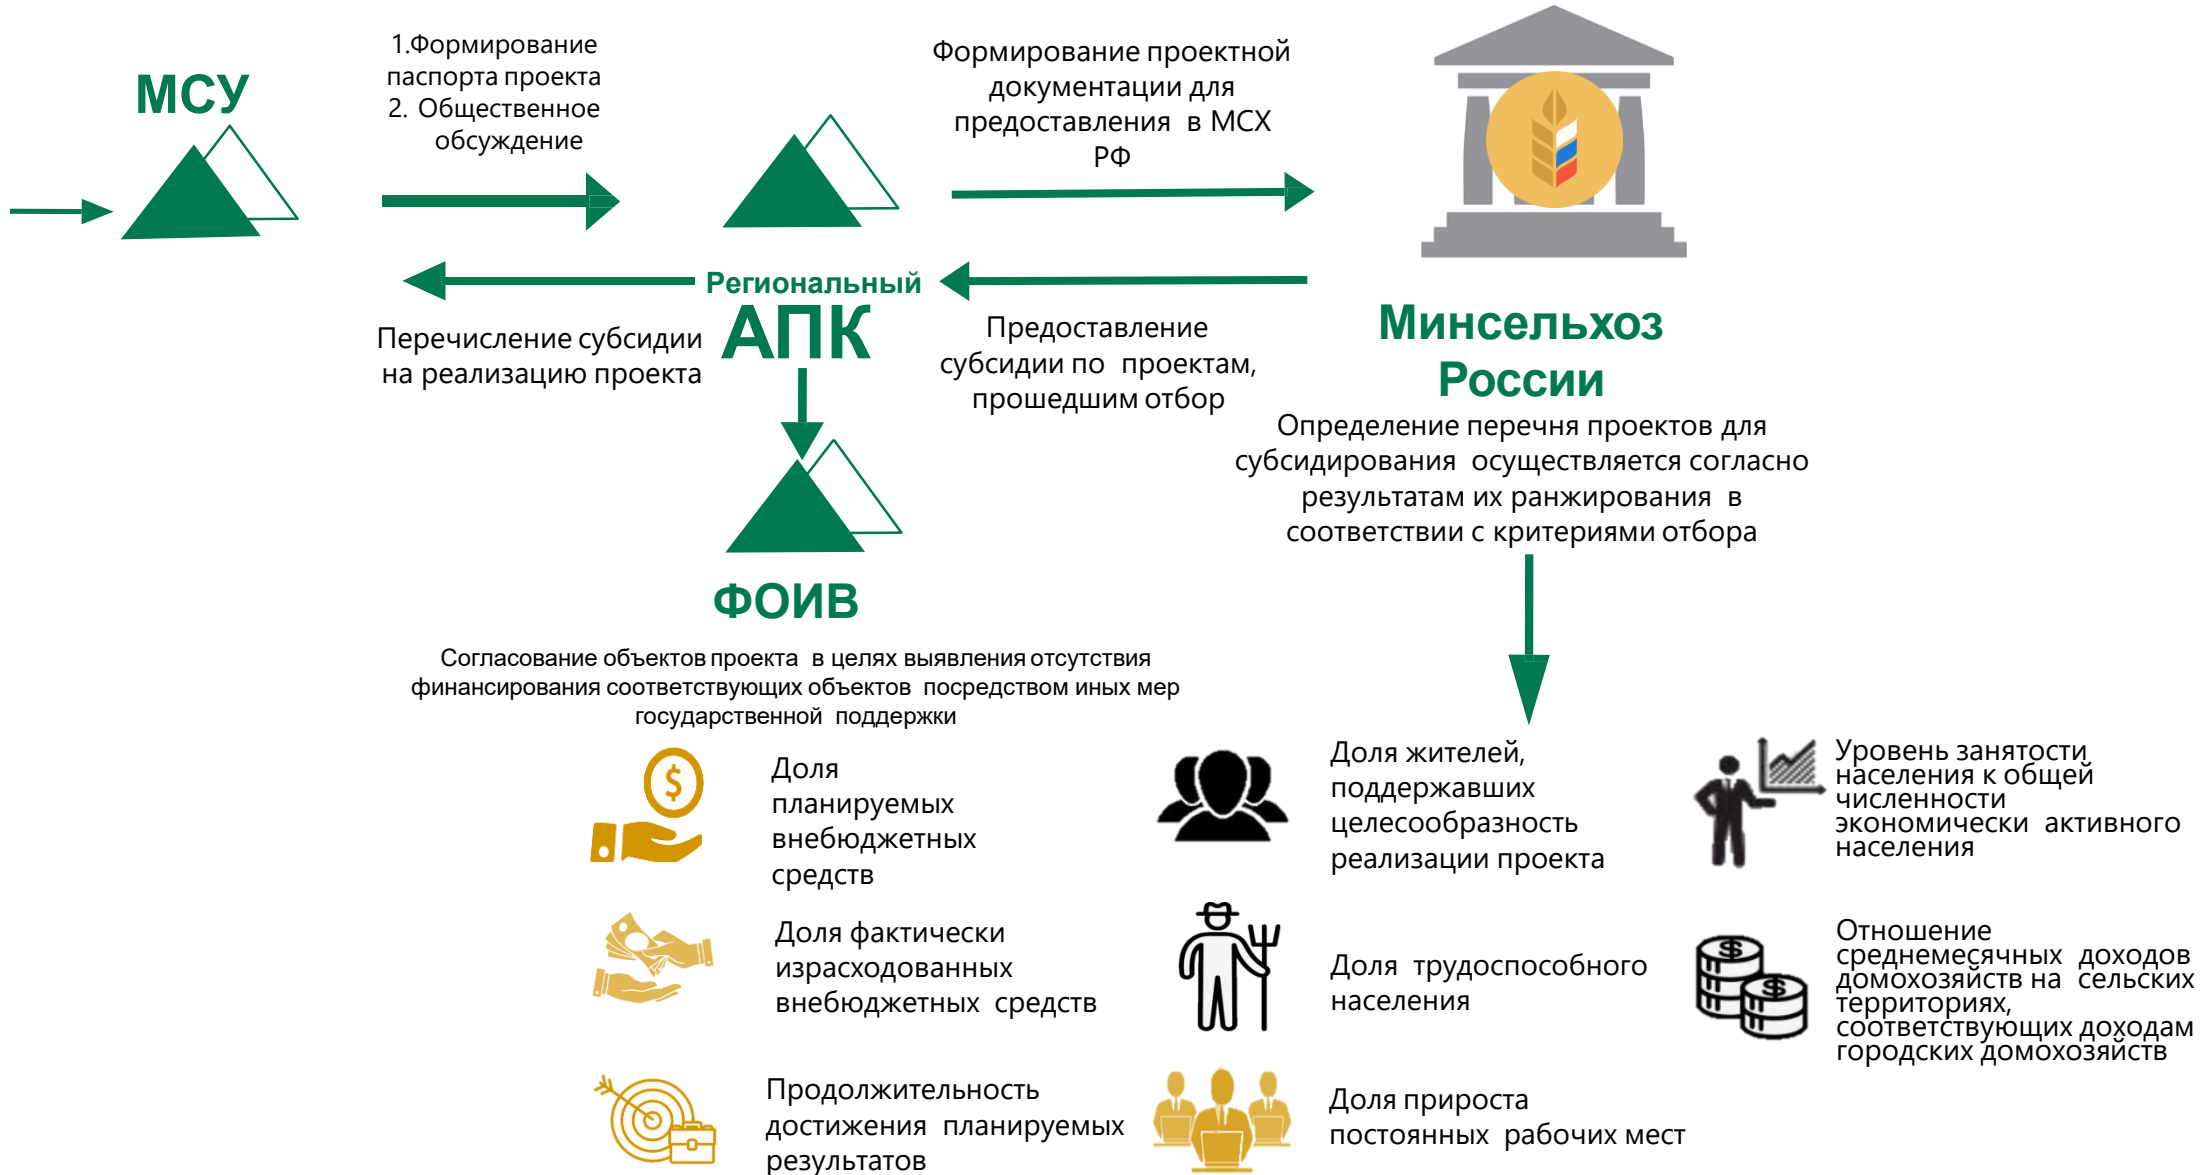 МСУ
1.Формирование
паспорта проекта
2. Общественное
обсуждение
Формирование проектной
документации для
предоставления в МСХ
РФ
Региональный
АПК
Перечисление субсидии
на реализацию проекта
Предоставление
субсидии по проектам,
прошедшим отбор
Минсельхоз
России
Определение перечня проектов для
субсидирования осуществляется согласно
результатам их ранжирования в
соответствии с критериями отбора
ФОИВ
Согласование объектов проекта в целях выявления отсутствия
финансирования соответствующих объектов посредством иных мер
государственной поддержки
Доля
планируемых
внебюджетных
средств
Доля жителей,
поддержавших
целесообразность
реализации проекта
Уровень занятости
населения к общей
численности
экономически активного
населения
Доля фактически
израсходованных
внебюджетных средств
Доля трудоспособного
населения
Отношение
среднемесячных доходов
домохозяйств на сельских
территориях,
соответствующих доходам
городских домохозяйств
Продолжительность
достижения планируемых
результатов
Доля прироста
постоянных рабочих мест